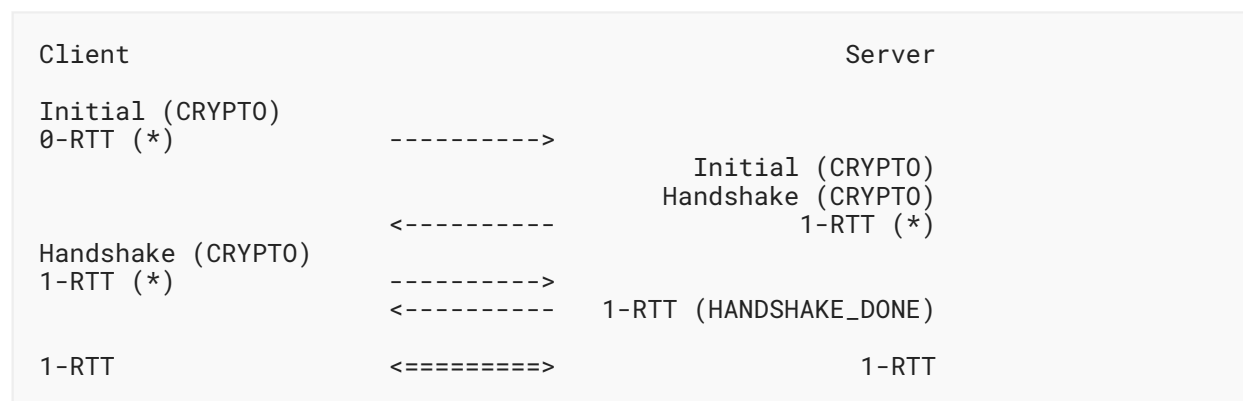 Client                                               Server

Initial (CRYPTO)
0-RTT (*)              ---------->
                                           Initial (CRYPTO)
                                         Handshake (CRYPTO)
                       <----------                1-RTT (*)
Handshake (CRYPTO)
1-RTT (*)              ---------->
                       <----------   1-RTT (HANDSHAKE_DONE)

1-RTT                  <=========>                    1-RTT